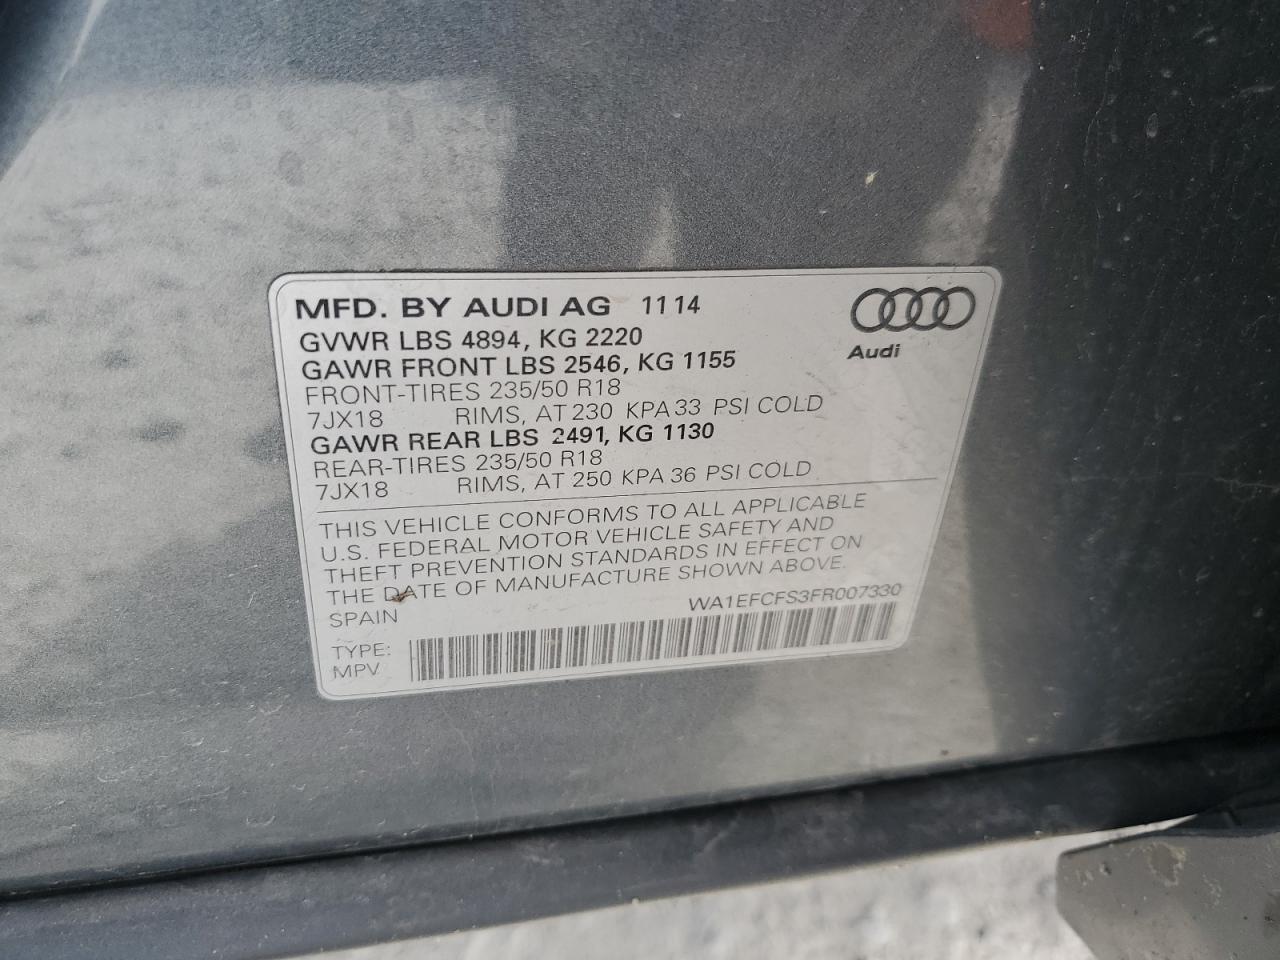 MFD. BY AUDI AG 11 14
Audi
GVWR LBS 4894, KG 2220
GAWR FRONT LBS 2546, KG 1155
FRONT-TIRES 235/50 R18
7JX18 RIMS, AT 230 KPA 33 PSI COLD
GAWR REAR LBS 2491, KG 1130
REAR-TIRES 235/50 R18
7JX18 RIMS, AT 250 KPA 36 PSI COLD
THIS VEHICLE CONFORMS TO ALL APPLICABLE
U.S. FEDERAL MOTOR VEHICLE SAFETY AND
THEFT PREVENTION STANDARDS IN EFFECT ON
THE DATE OF MANUFACTURE SHOWN ABOVE.
SPAIN WA1EFCFS3FR007330
TYPE:
MPV